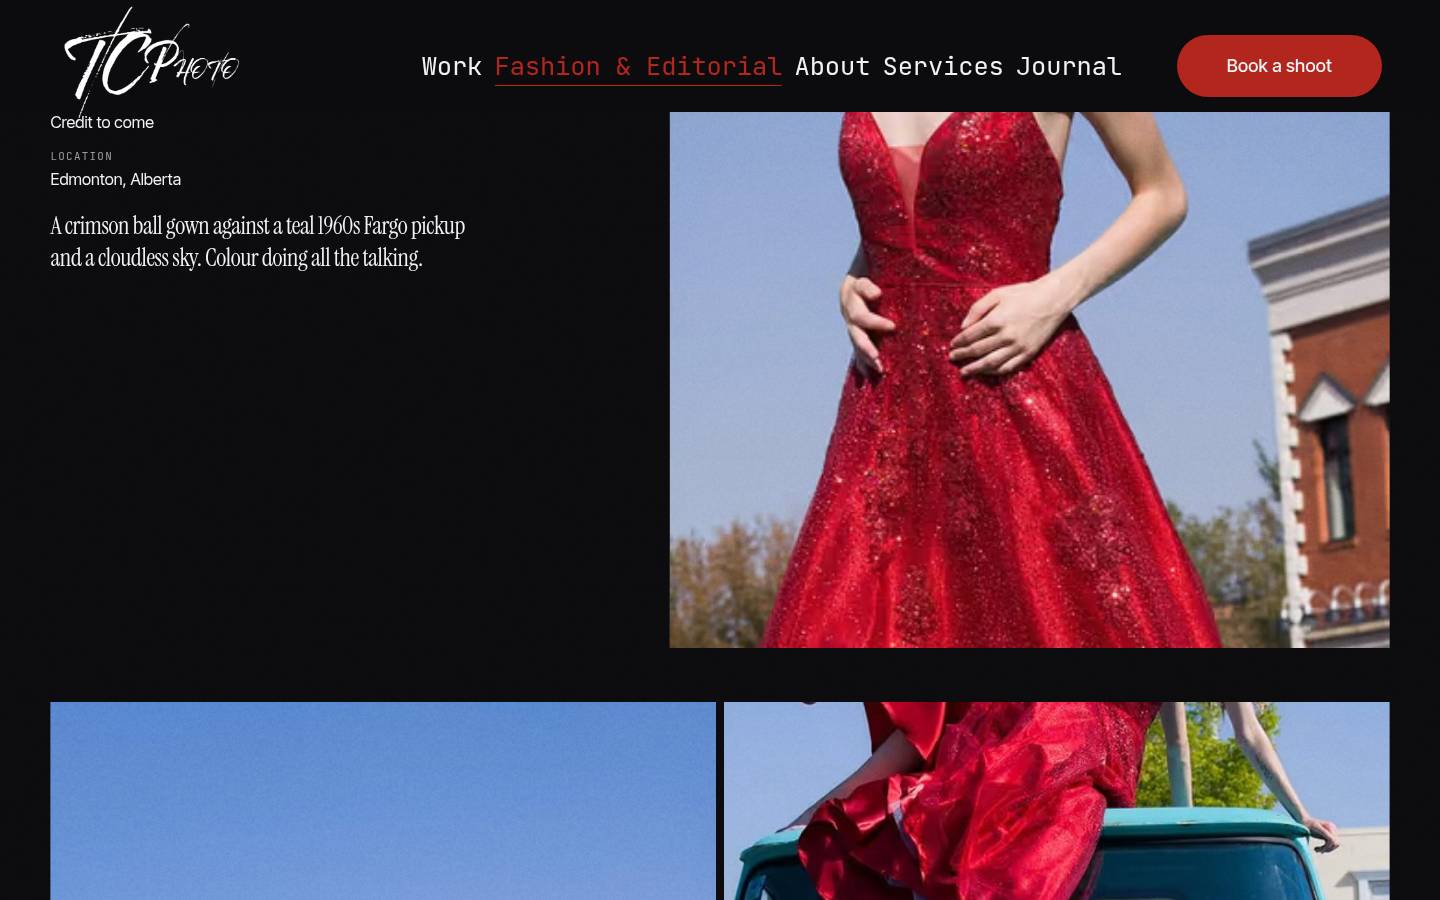 TCPHOTO
Work Fashion & Editorial About Services Journal
Book a shoot
Credit to come
LOCATION
Edmonton, Alberta
A crimson ball gown against a teal 1960s Fargo pickup
and a cloudless sky. Colour doing all the talking.